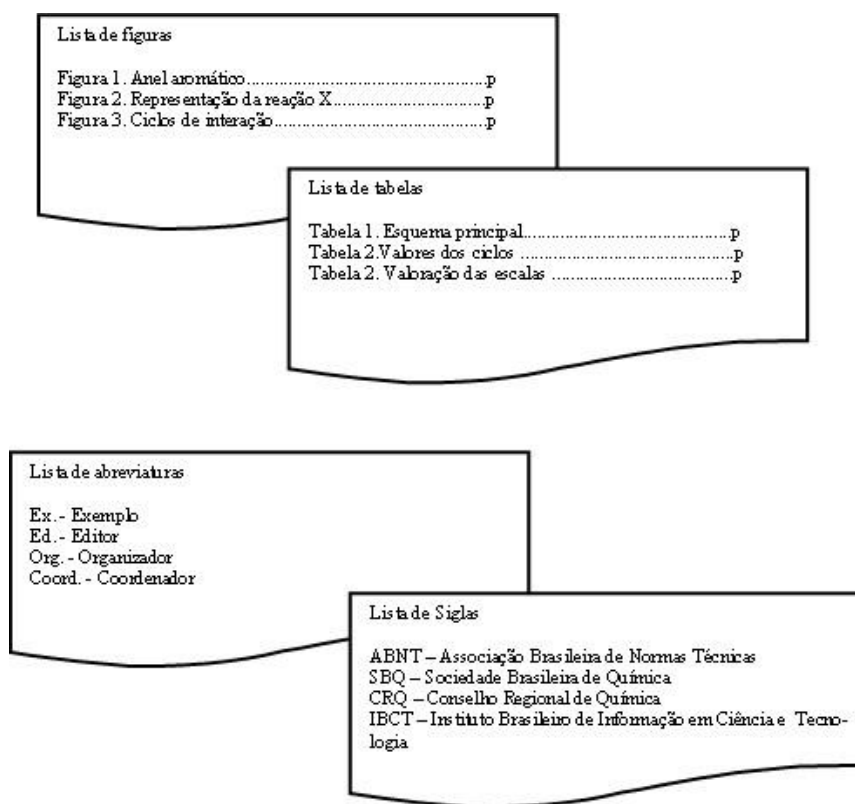 Lista de figuras
Figura 1. Anel aromático.....................................................p
Figura 2. Representação da reação X.................................p
Figura 3. Ciclos de interação...............................................p
Lista de tabelas
Tabela 1. Esquema principal.............................................p
Tabela 2.Valores dos ciclos ..............................................p
Tabela 2. Valoração das escalas .......................................p
Lista de abreviaturas
Ex.- Exemplo
Ed.- Editor
Org. - Organizador
Coord. - Coordenador
Lista de Siglas
ABNT – Associação Brasileira de Normas Técnicas
SBQ – Sociedade Brasileira de Química
CRQ – Conselho Regional de Química
IBCT – Instituto Brasileiro de Informação em Ciência e Tecno-
logia